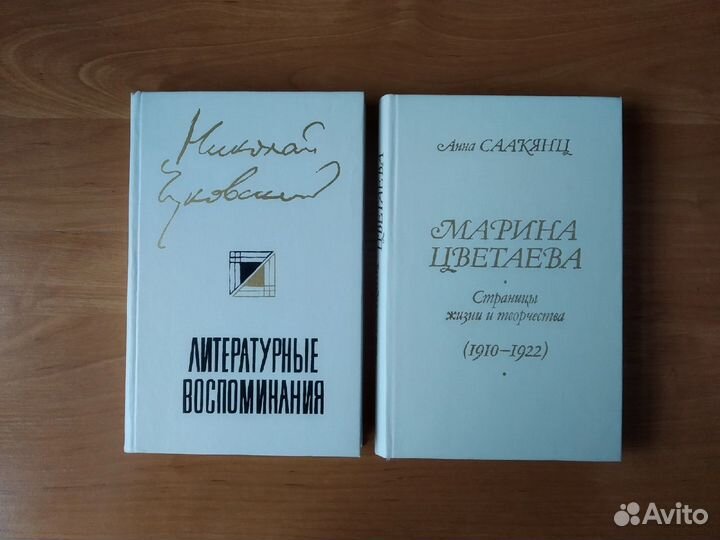 Николай
Чуковский
ЛИТЕРАТУРНЫЕ
ВОСПОМИНАНИЯ
ЦВЕТАЕВА
Анна СААКЯНЦ
МАРИНА
ЦВЕТАЕВА
Страницы
жизни и творчества
(1910–1922)
Avito